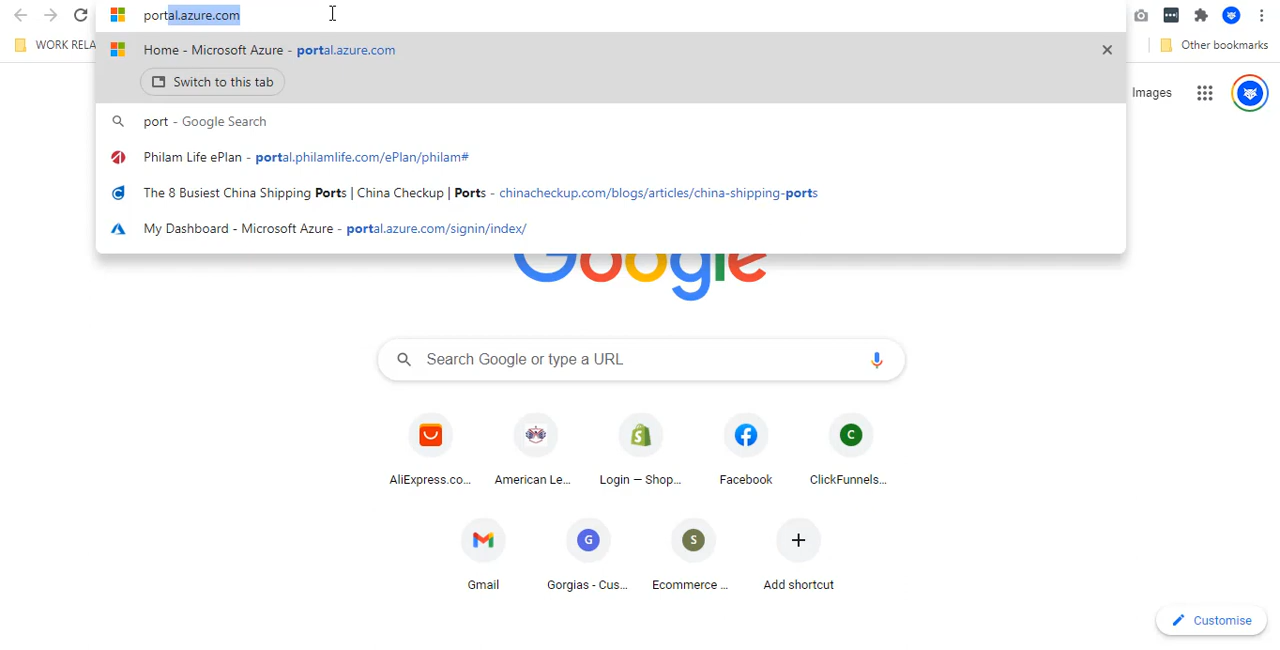 portal.azure.com
WORK RELA
Other bookmarks
Home - Microsoft Azure - portal.azure.com
Switch to this tab
Images
port - Google Search
Philam Life ePlan - portal.philamlife.com/ePlan/philam#
The 8 Busiest China Shipping Ports | China Checkup | Ports - chinacheckup.com/blogs/articles/china-shipping-ports
My Dashboard - Microsoft Azure - portal.azure.com/signin/index/
Google
Search Google or type a URL
C
AliExpress.co...
American Le...
Login — Shop...
Facebook
ClickFunnels...
G
S
Gmail
Gorgias - Cus...
Ecommerce ...
Add shortcut
Customise